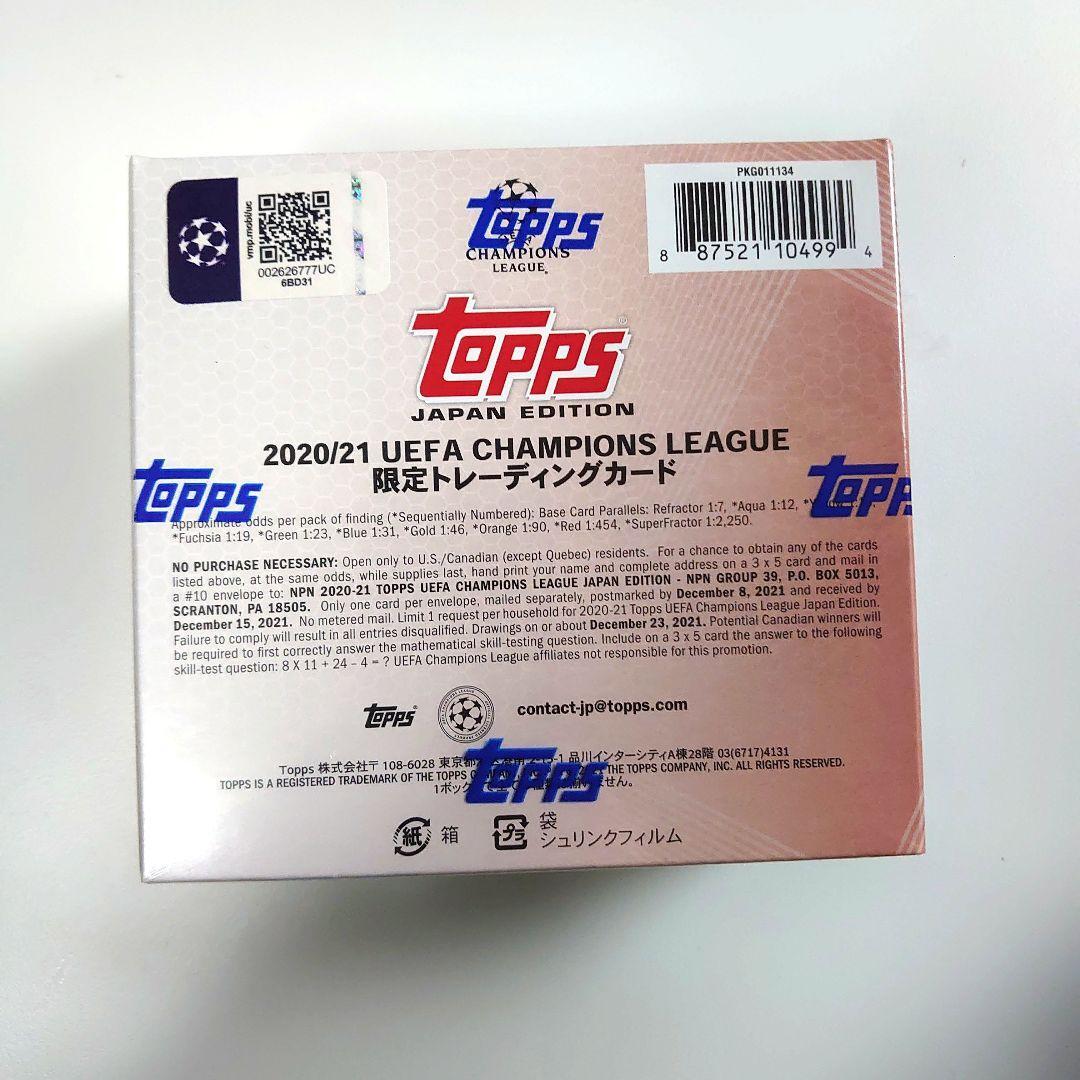 vmp.mobi/uc
002626777UC
6BD31
topps
CHAMPIONS
LEAGUE
PKG011134
8 87521 10499 4
topps
JAPAN EDITION
2020/21 UEFA CHAMPIONS LEAGUE
限定トレーディングカード
topps
topps
Approximate odds per pack of finding (*Sequentially Numbered): Base Card Parallels: Refractor 1:7, *Aqua 1:12,
*Fuchsia 1:19, *Green 1:23, *Blue 1:31, *Gold 1:46, *Orange 1:90, *Red 1:454, *SuperFractor 1:2,250.
NO PURCHASE NECESSARY: Open only to U.S./Canadian (except Quebec) residents. For a chance to obtain any of the cards
listed above, at the same odds, while supplies last, hand print your name and complete address on a 3 x 5 card and mail in
a #10 envelope to: NPN 2020-21 TOPPS UEFA CHAMPIONS LEAGUE JAPAN EDITION - NPN GROUP 39, P.O. BOX 5013,
SCRANTON, PA 18505. Only one card per envelope, mailed separately, postmarked by December 8, 2021 and received by
December 15, 2021. No metered mail. Limit 1 request per household for 2020-21 Topps UEFA Champions League Japan Edition.
Failure to comply will result in all entries disqualified. Drawings on or about December 23, 2021. Potential Canadian winners will
be required to first correctly answer the mathematical skill-testing question. Include on a 3 x 5 card the answer to the following
skill-test question: 8 X 11 + 24 – 4 = ? UEFA Champions League affiliates not responsible for this promotion.
topps
contact-jp@topps.com
Topps 株式会社〒108-6028 東京都 品川インターシティA棟28階 03(6717)4131
TOPPS IS A REGISTERED TRADEMARK OF THE TOPPS THE TOPPS COMPANY, INC. ALL RIGHTS RESERVED.
1ボック せん。
topps
紙 箱
プラ 袋
シュリンクフィルム